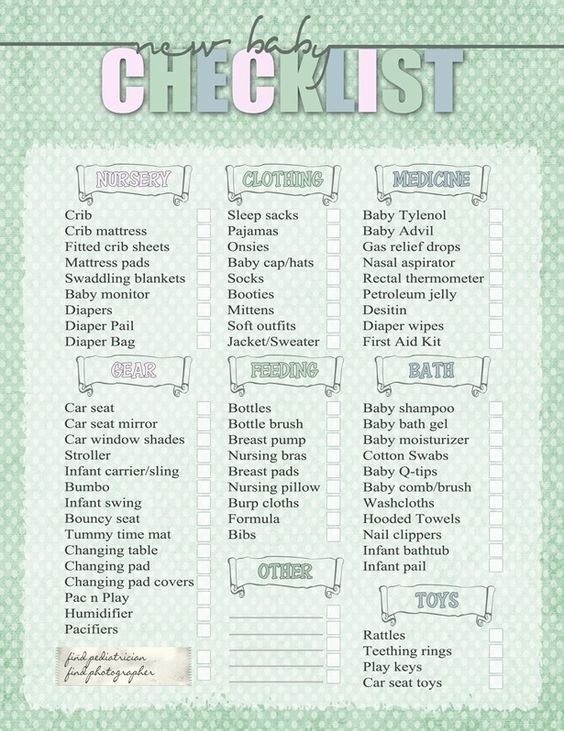 new baby
CHECKLIST
NURSERY
Crib
Crib mattress
Fitted crib sheets
Mattress pads
Swaddling blankets
Baby monitor
Diapers
Diaper Pail
Diaper Bag
CLOTHING
Sleep sacks
Pajamas
Onsies
Baby cap/hats
Socks
Booties
Mittens
Soft outfits
Jacket/Sweater
MEDICINE
Baby Tylenol
Baby Advil
Gas relief drops
Nasal aspirator
Rectal thermometer
Petroleum jelly
Desitin
Diaper wipes
First Aid Kit
GEAR
Car seat
Car seat mirror
Car window shades
Stroller
Infant carrier/sling
Bumbo
Infant swing
Bouncy seat
Tummy time mat
Changing table
Changing pad
Changing pad covers
Pac n Play
Humidifier
Pacifiers
find pediatrician
find photographer
FEEDING
Bottles
Bottle brush
Breast pump
Nursing bras
Breast pads
Nursing pillow
Burp cloths
Formula
Bibs
OTHER
BATH
Baby shampoo
Baby bath gel
Baby moisturizer
Cotton Swabs
Baby Q-tips
Baby comb/brush
Washcloths
Hooded Towels
Nail clippers
Infant bathtub
Infant pail
TOYS
Rattles
Teething rings
Play keys
Car seat toys